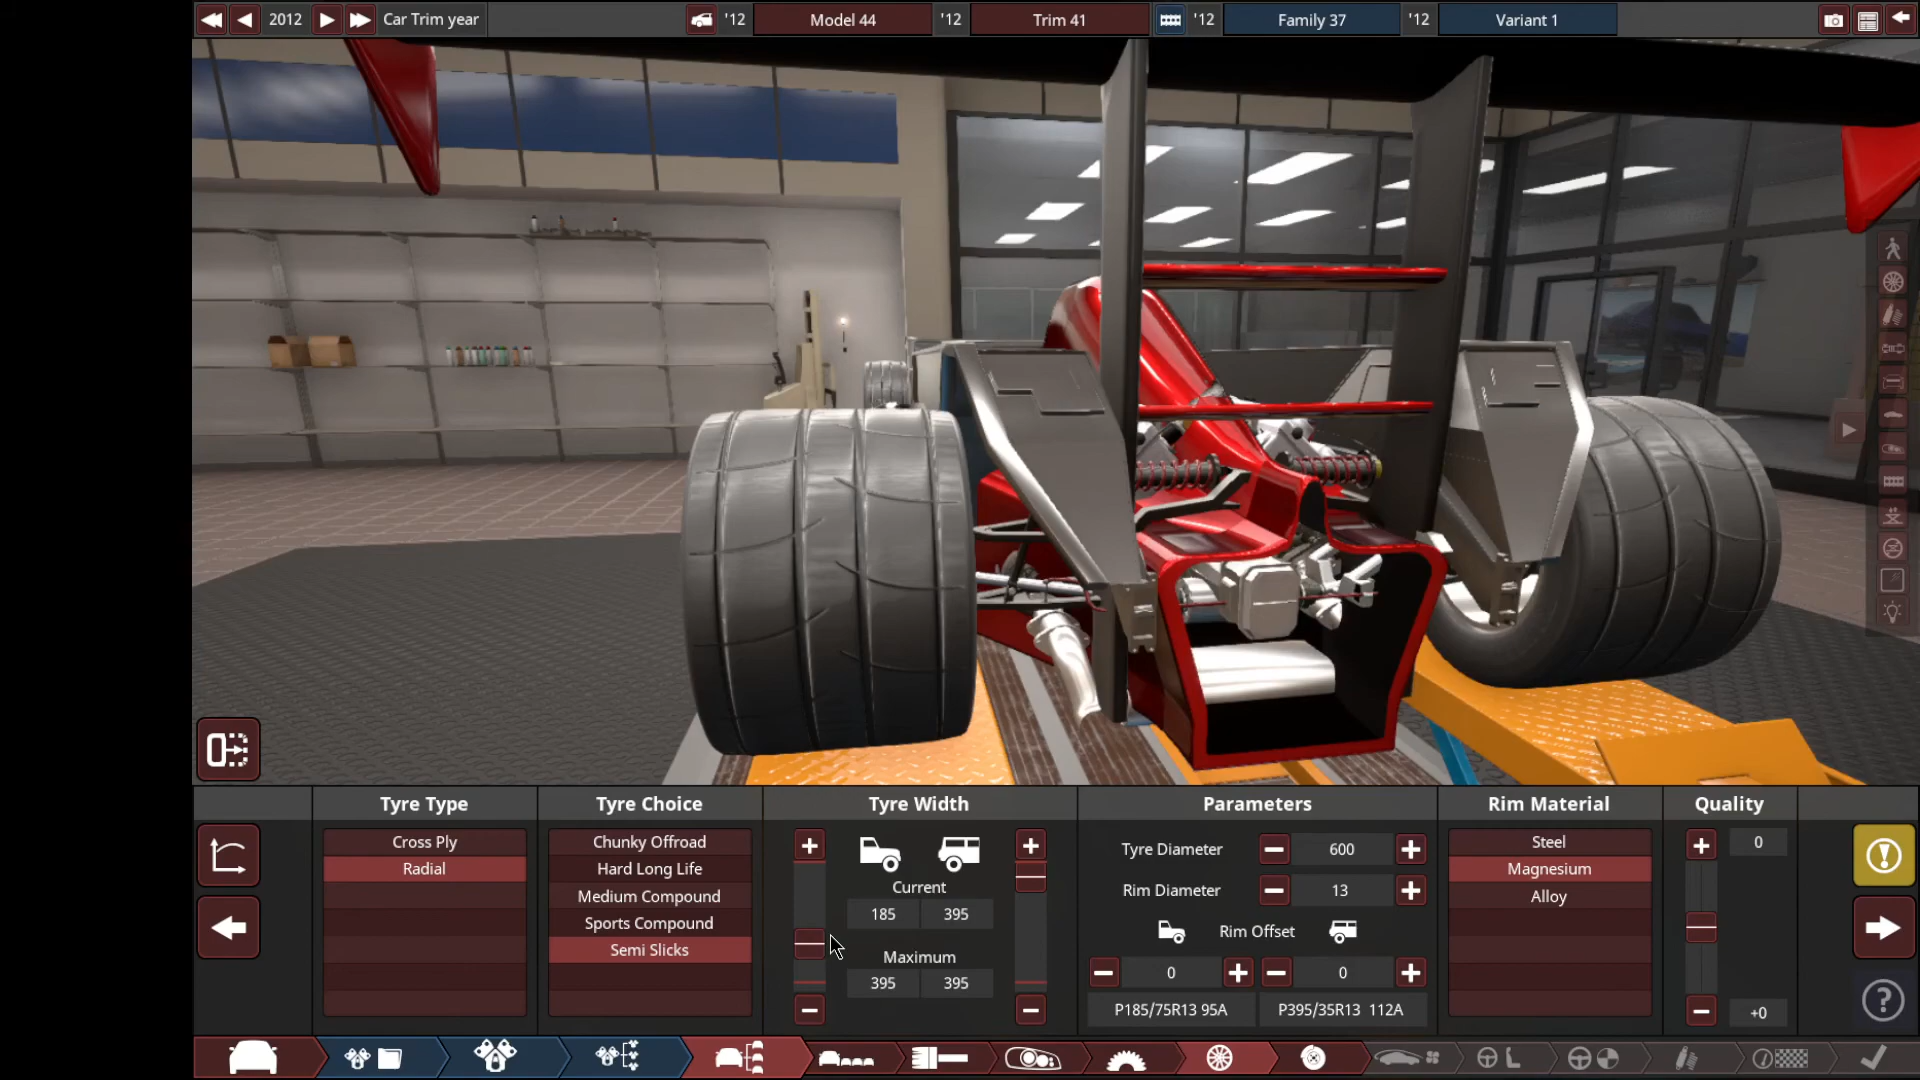 2012 Car Trim year '12 Model 44 '12 Trim 41 '12 Family 37 '12 Variant 1
Tyre Type
Cross Ply
Radial
Tyre Choice
Chunky Offroad
Hard Long Life
Medium Compound
Sports Compound
Semi Slicks
Tyre Width
Current
185 395
Maximum
395 395
Parameters
Tyre Diameter 600
Rim Diameter 13
Rim Offset
0 0
P185/75R13 95A P395/35R13 112A
Rim Material
Steel
Magnesium
Alloy
Quality
0
+0